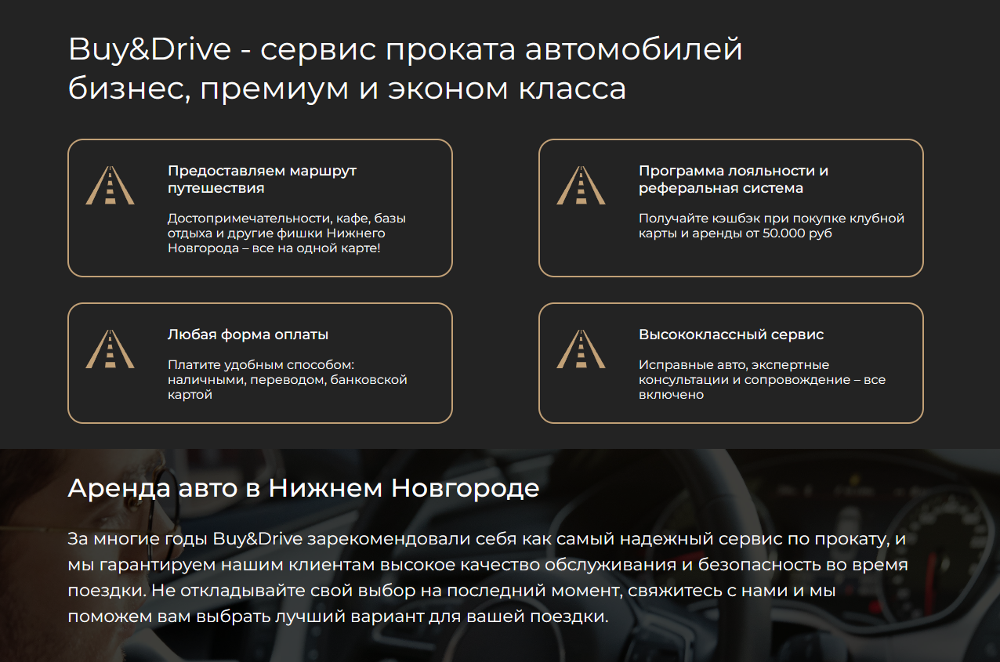 Buy&Drive - сервис проката автомобилей
бизнес, премиум и эконом класса
Предоставляем маршрут
путешествия
Достопримечательности, кафе, базы
отдыха и другие фишки Нижнего
Новгорода – все на одной карте!
Программа лояльности и
реферальная система
Получайте кэшбэк при покупке клубной
карты и аренды от 50.000 руб
Любая форма оплаты
Платите удобным способом:
наличными, переводом, банковской
картой
Высококлассный сервис
Исправные авто, экспертные
консультации и сопровождение – все
включено
Аренда авто в Нижнем Новгороде
За многие годы Buy&Drive зарекомендовали себя как самый надежный сервис по прокату, и
мы гарантируем нашим клиентам высокое качество обслуживания и безопасность во время
поездки. Не откладывайте свой выбор на последний момент, свяжитесь с нами и мы
поможем вам выбрать лучший вариант для вашей поездки.